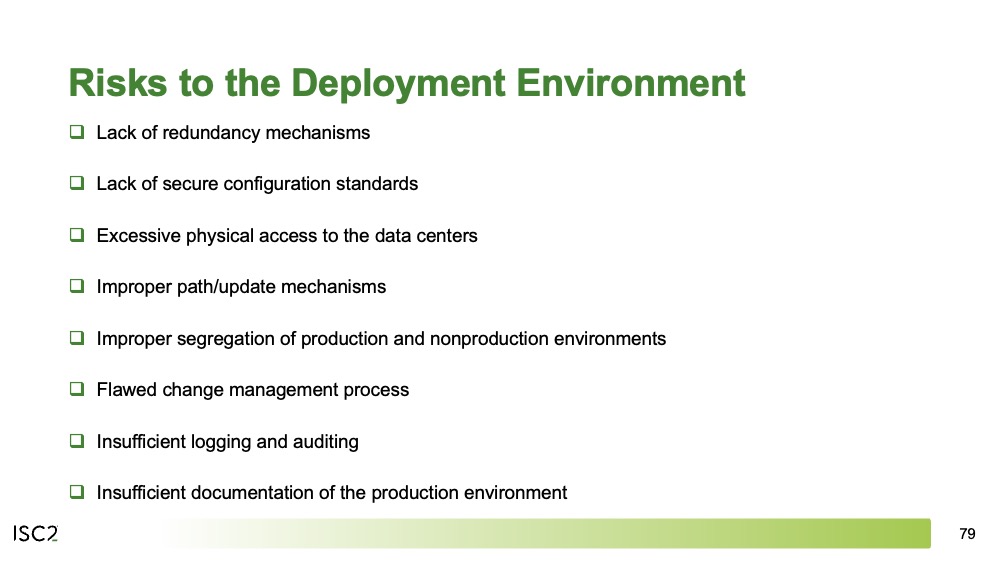 Risks to the Deployment Environment
Lack of redundancy mechanisms
Lack of secure configuration standards
Excessive physical access to the data centers
Improper path/update mechanisms
Improper segregation of production and nonproduction environments
Flawed change management process
Insufficient logging and auditing
Insufficient documentation of the production environment
ISC2
79